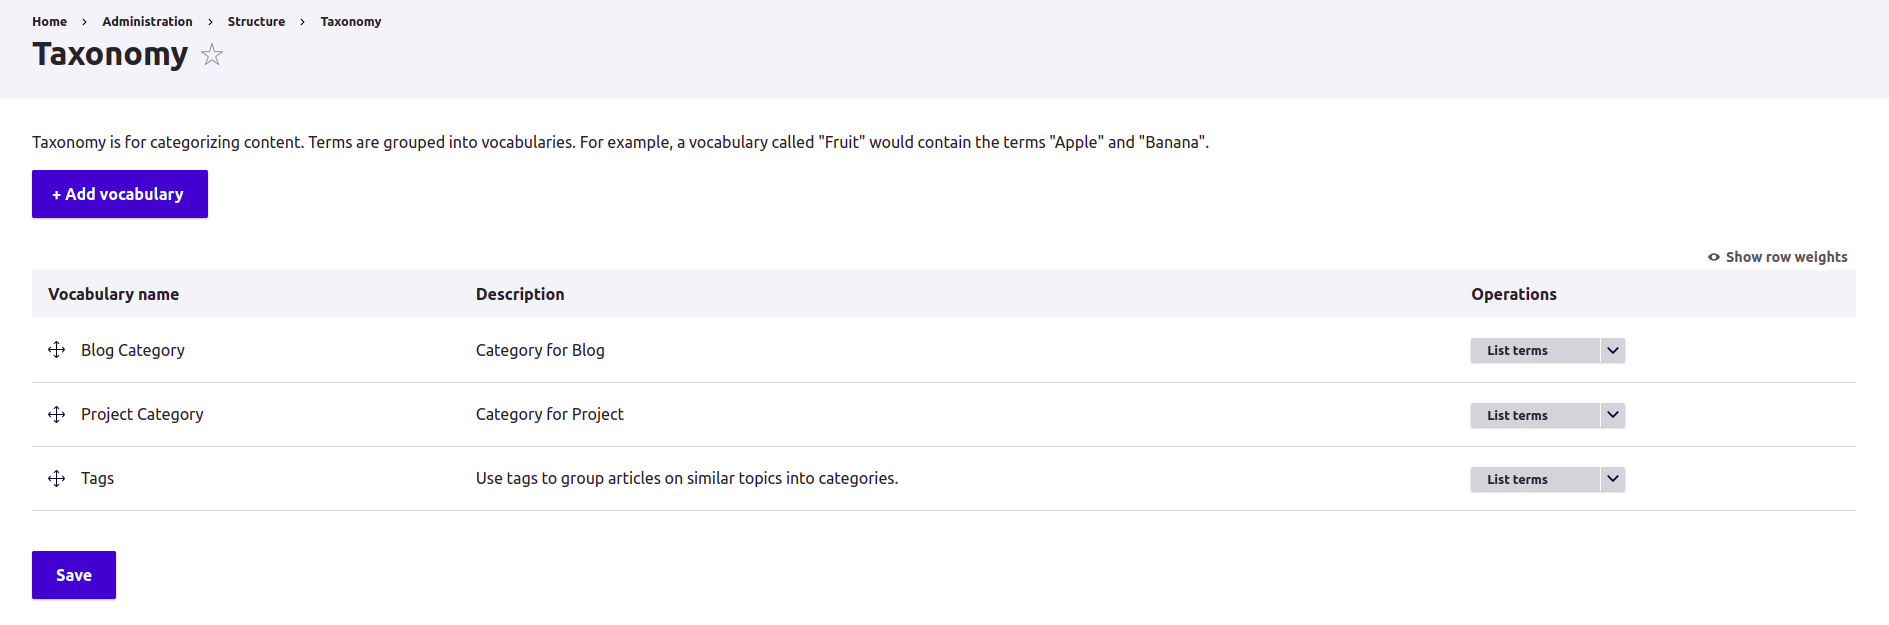 Home › Administration › Structure › Taxonomy
Taxonomy
Taxonomy is for categorizing content. Terms are grouped into vocabularies. For example, a vocabulary called "Fruit" would contain the terms "Apple" and "Banana".
+ Add vocabulary
Show row weights
Vocabulary name Description Operations
Blog Category Category for Blog List terms
Project Category Category for Project List terms
Tags Use tags to group articles on similar topics into categories. List terms
Save